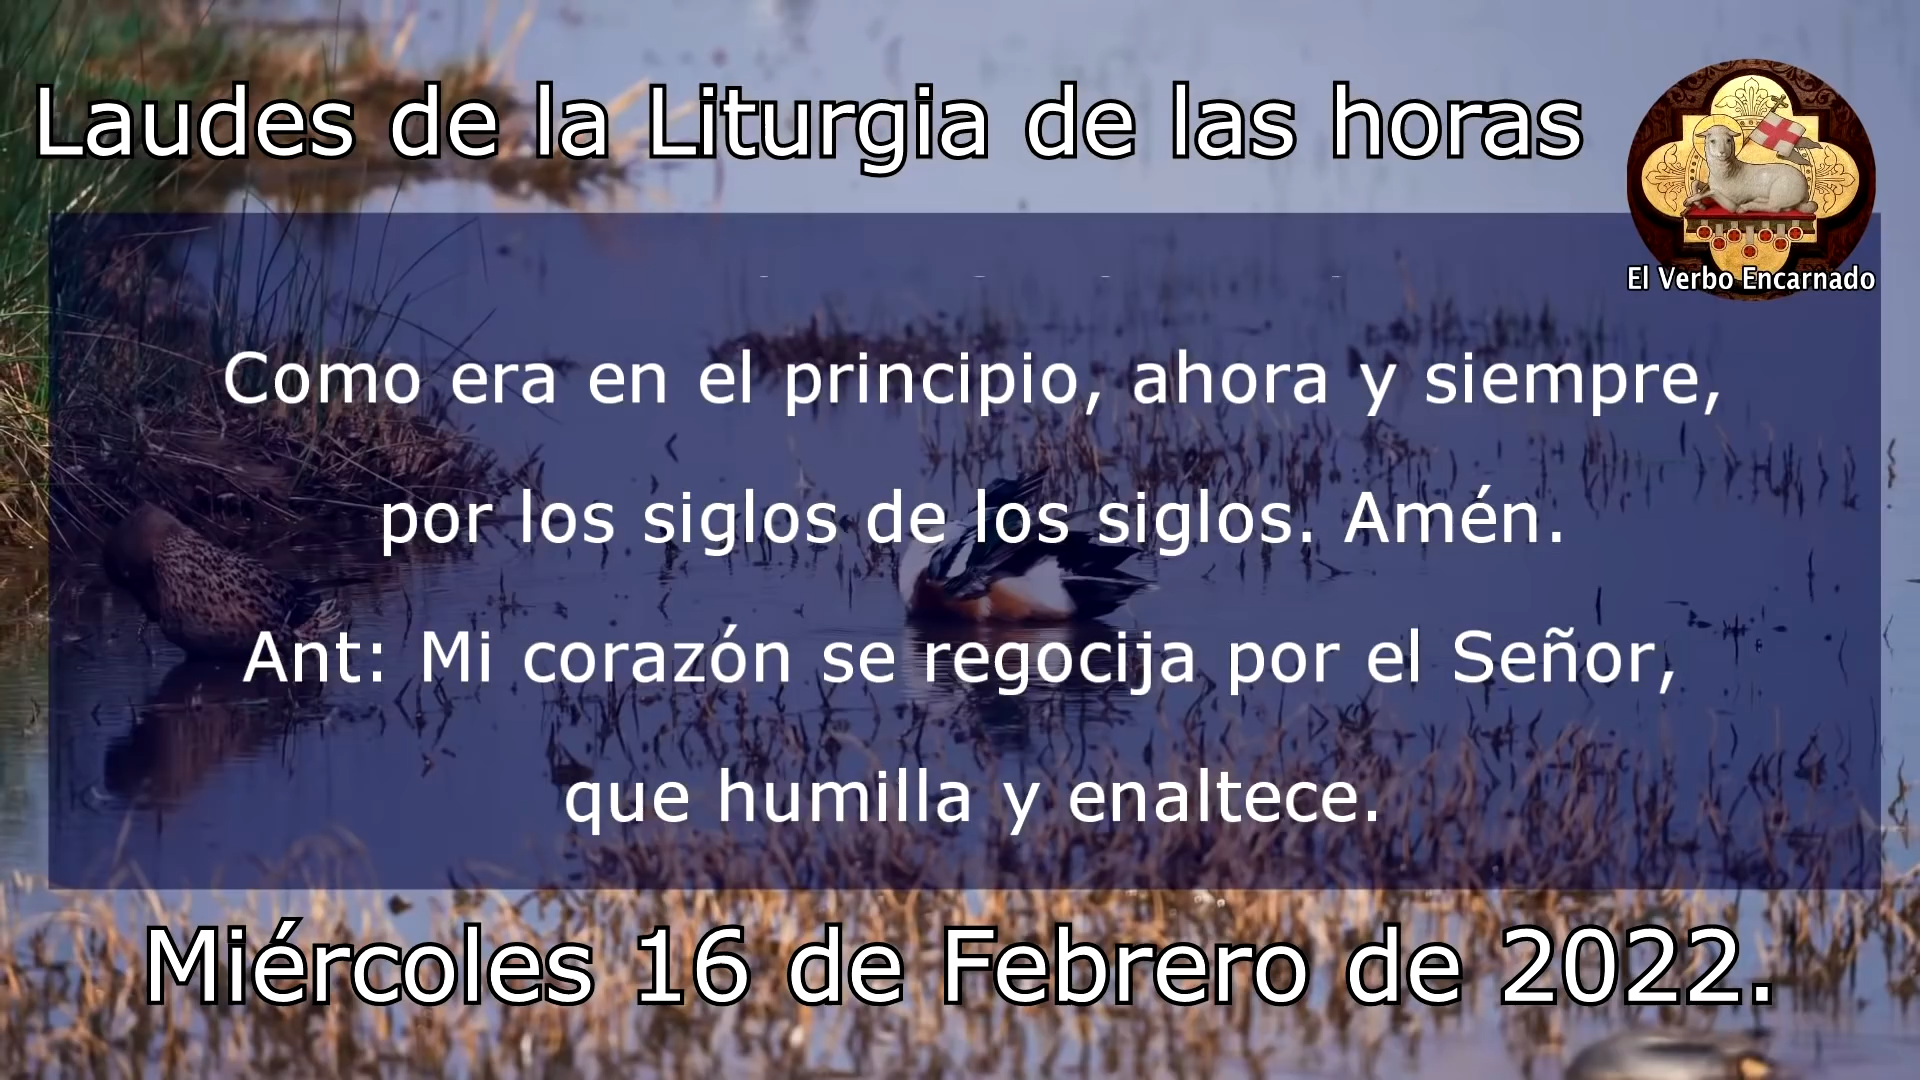 Laudes de la Liturgia de las horas
El Verbo Encarnado
Como era en el principio, ahora y siempre,
por los siglos de los siglos. Amén.
Ant: Mi corazón se regocija por el Señor,
que humilla y enaltece.
Miércoles 16 de Febrero de 2022.